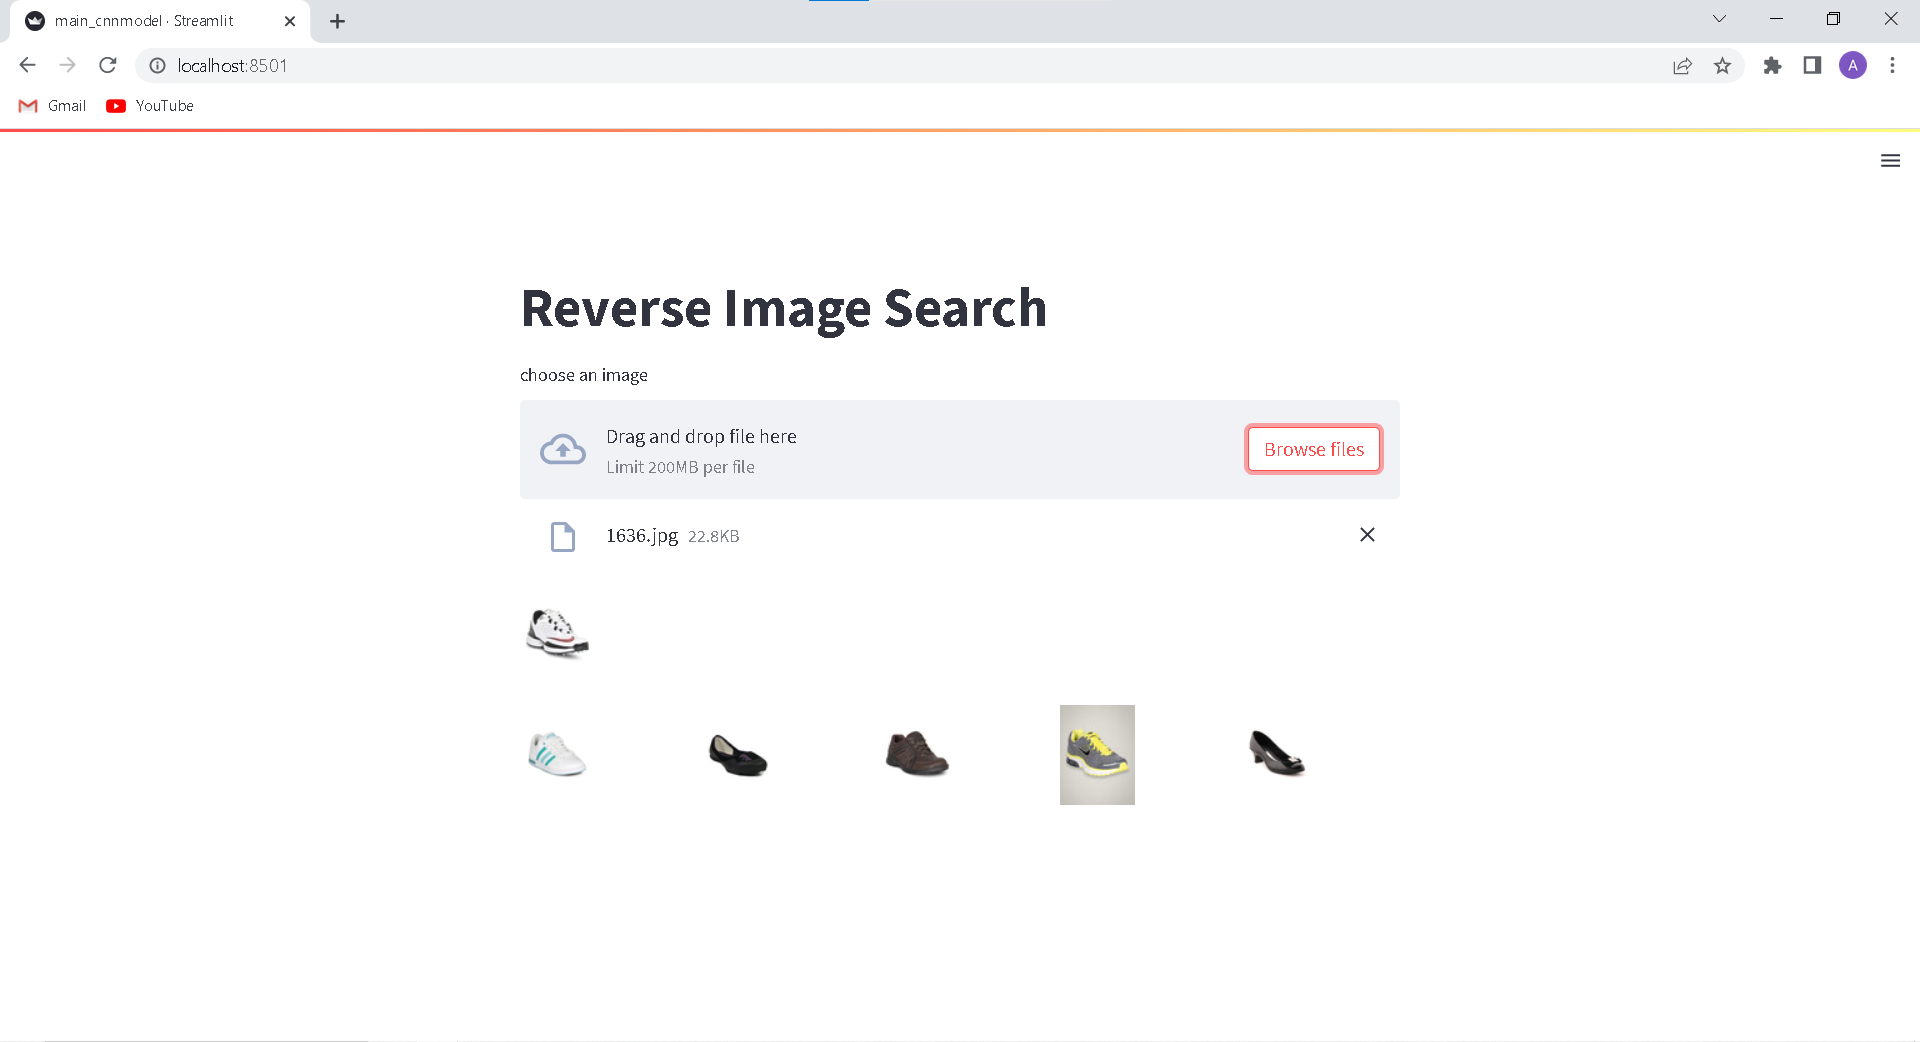 main_cnnmodel · Streamlit
localhost:8501
A
Gmail
YouTube
Reverse Image Search
choose an image
Drag and drop file here
Limit 200MB per file
Browse files
1636.jpg 22.8KB